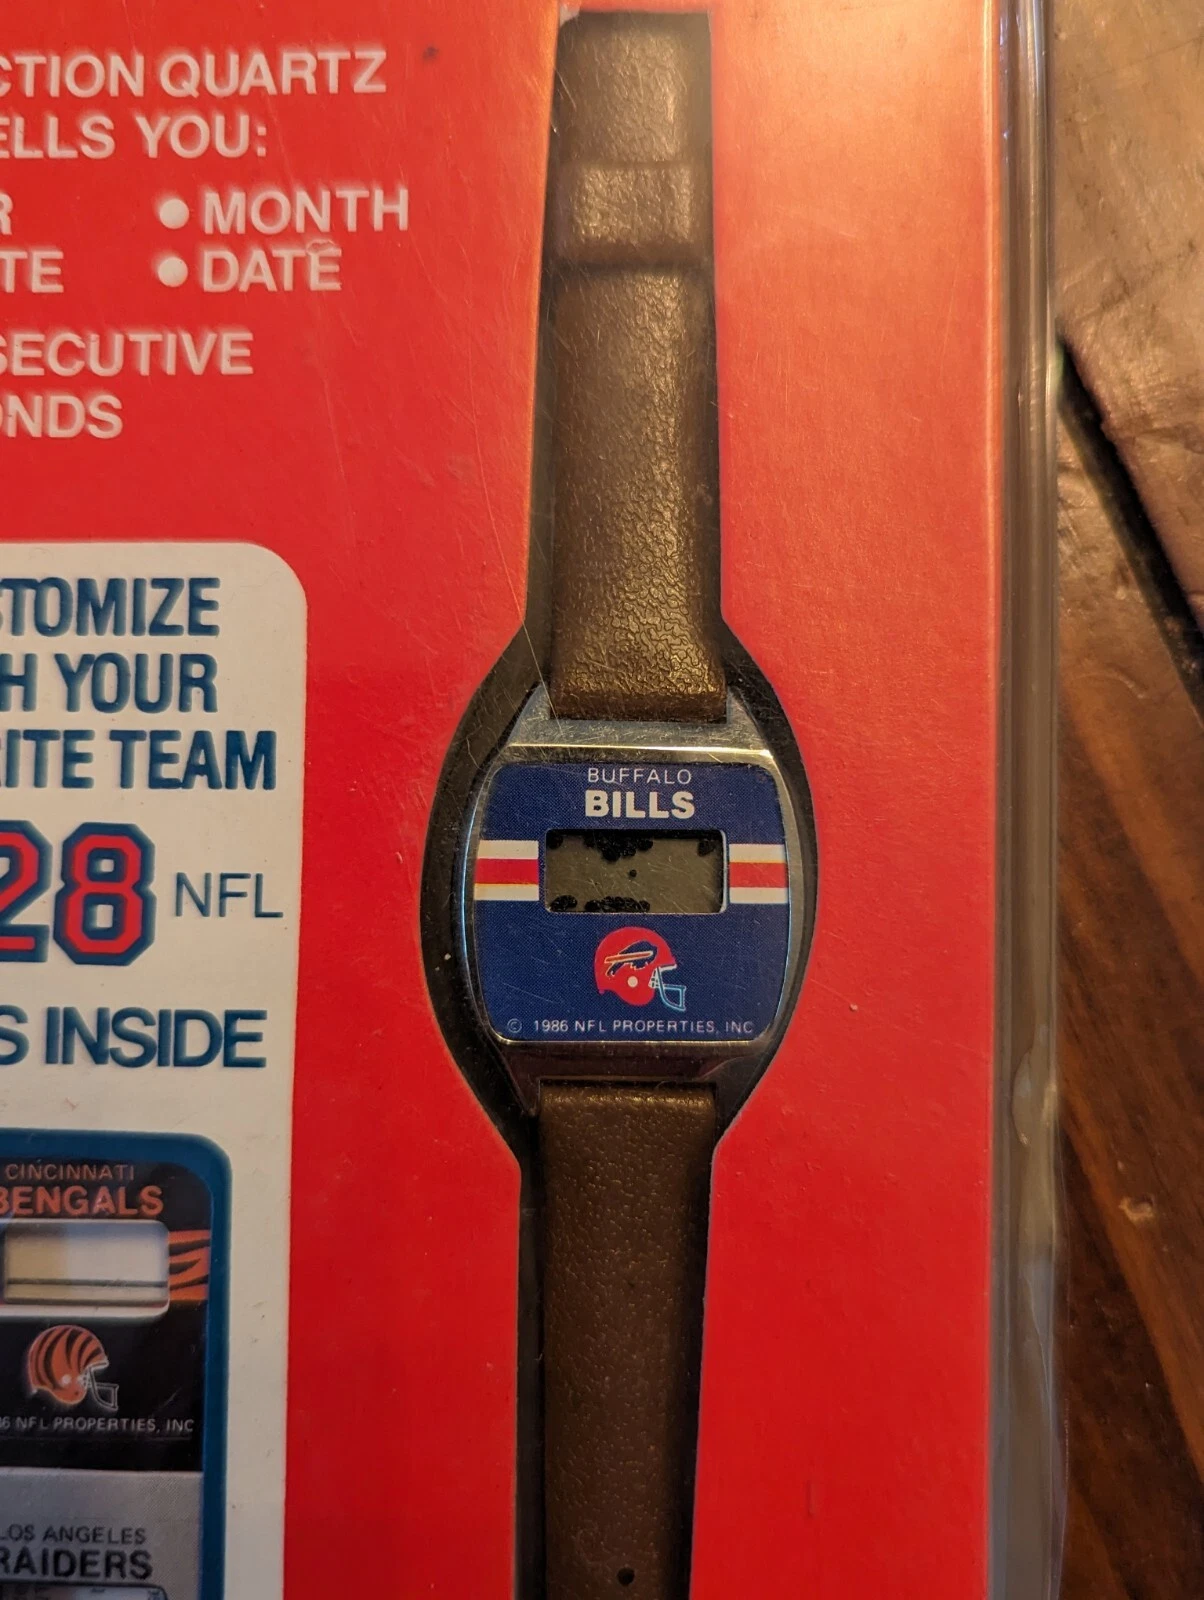 CTION QUARTZ
ELLS YOU:
R • MONTH
TE • DATE
SECUTIVE
ONDS
STOMIZE
H YOUR
RITE TEAM
28 NFL
S INSIDE
CINCINNATI
BENGALS
86 NFL PROPERTIES, INC
LOS ANGELES
RAIDERS
BUFFALO
BILLS
© 1986 NFL PROPERTIES, INC